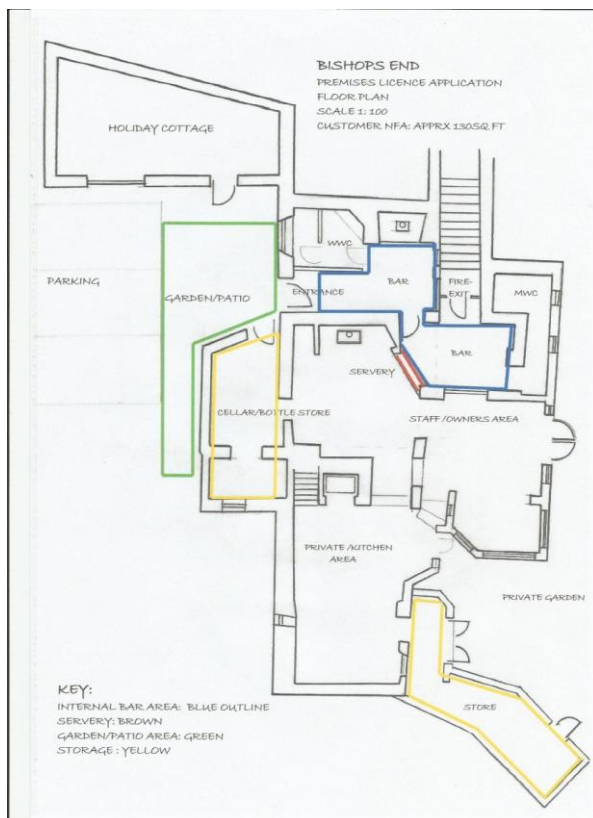 BISHOPS END
PREMISES LICENCE APPLICATION
FLOOR PLAN
SCALE 1:100
CUSTOMER NFA: APPRX 130SQ FT
HOLIDAY COTTAGE
WWC
PARKING
GARDEN/PATIO
ENTRANCE
BAR
FIRE-
EXIT
MWC
BAR
SERVERY
CELLAR/BOTTLE STORE
STAFF/OWNERS AREA
PRIVATE/KITCHEN
AREA
PRIVATE GARDEN
STORE
KEY:
INTERNAL BAR AREA: BLUE OUTLINE
SERVERY: BROWN
GARDEN/PATIO AREA: GREEN
STORAGE : YELLOW